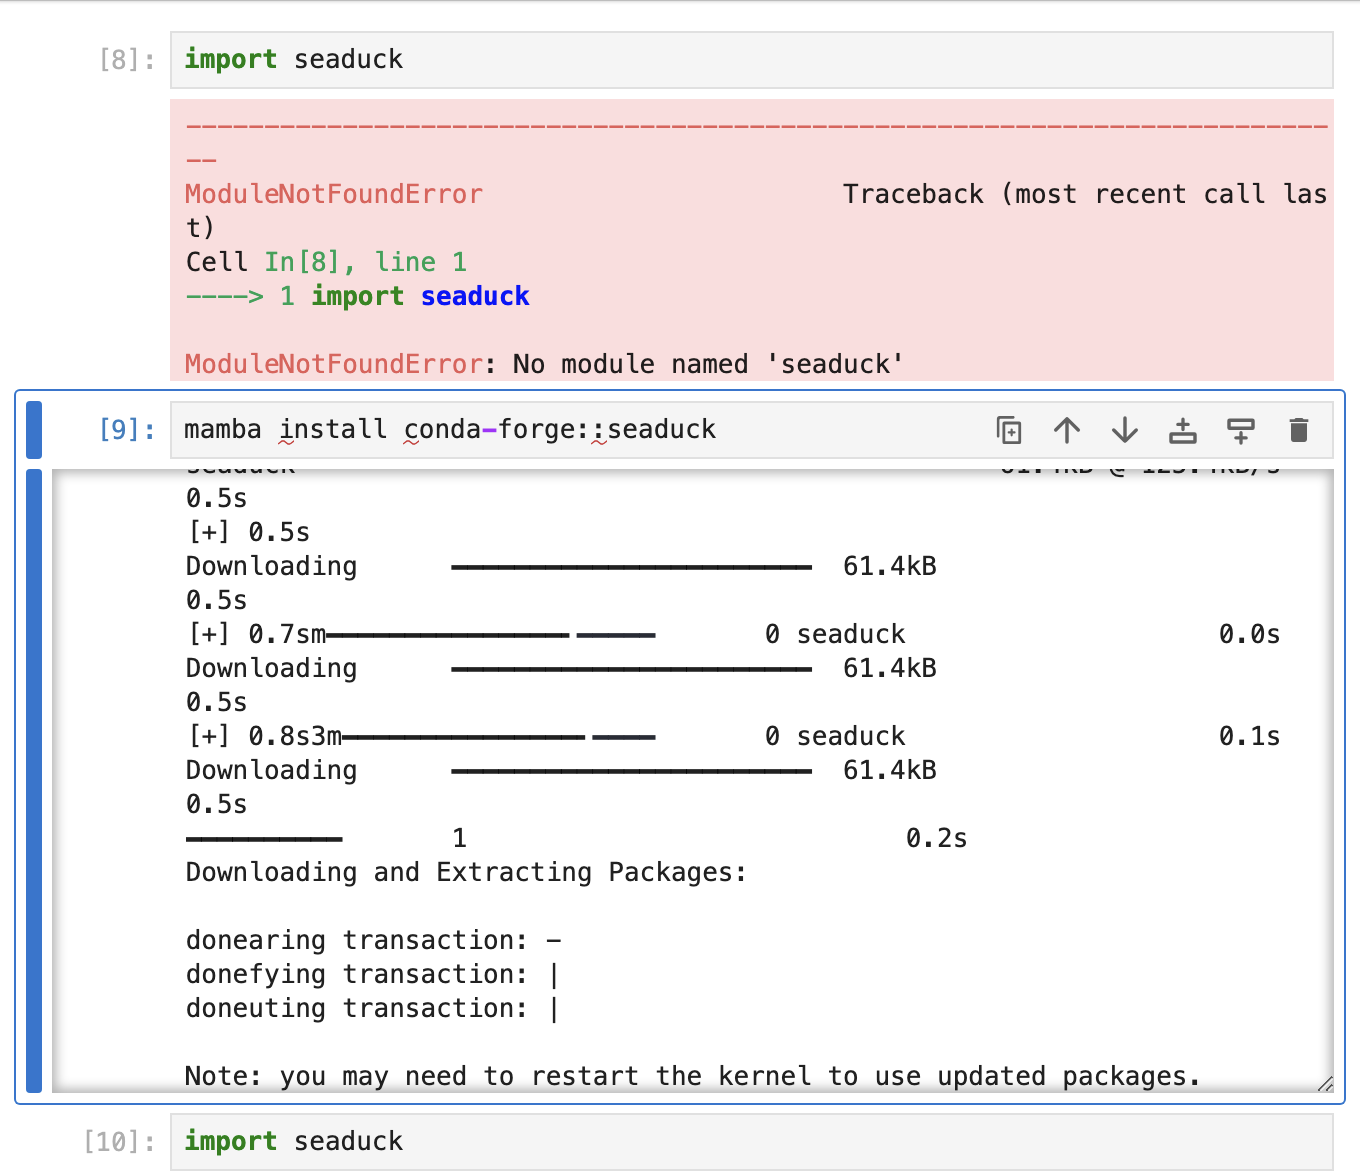 [8]: import seaduck
---------------------------------------------------------------------------
--
ModuleNotFoundError                       Traceback (most recent call las
t)
Cell In[8], line 1
----> 1 import seaduck
ModuleNotFoundError: No module named 'seaduck'
[9]: mamba install conda-forge::seaduck
0.5s
[+] 0.5s
Downloading      ━━━━━━━━━━━━━━━━━━━━━━━  61.4kB
0.5s
[+] 0.7sm━━━━━━━━━━━━━━━╸━━━━━       0 seaduck                    0.0s
Downloading      ━━━━━━━━━━━━━━━━━━━━━━━  61.4kB
0.5s
[+] 0.8s3m━━━━━━━━━━━━━━━╸━━━━       0 seaduck                    0.1s
Downloading      ━━━━━━━━━━━━━━━━━━━━━━━  61.4kB
0.5s
━━━━━━━━━━       1                            0.2s
Downloading and Extracting Packages:
donearing transaction: -
donefying transaction: |
doneuting transaction: |
Note: you may need to restart the kernel to use updated packages.
[10]: import seaduck